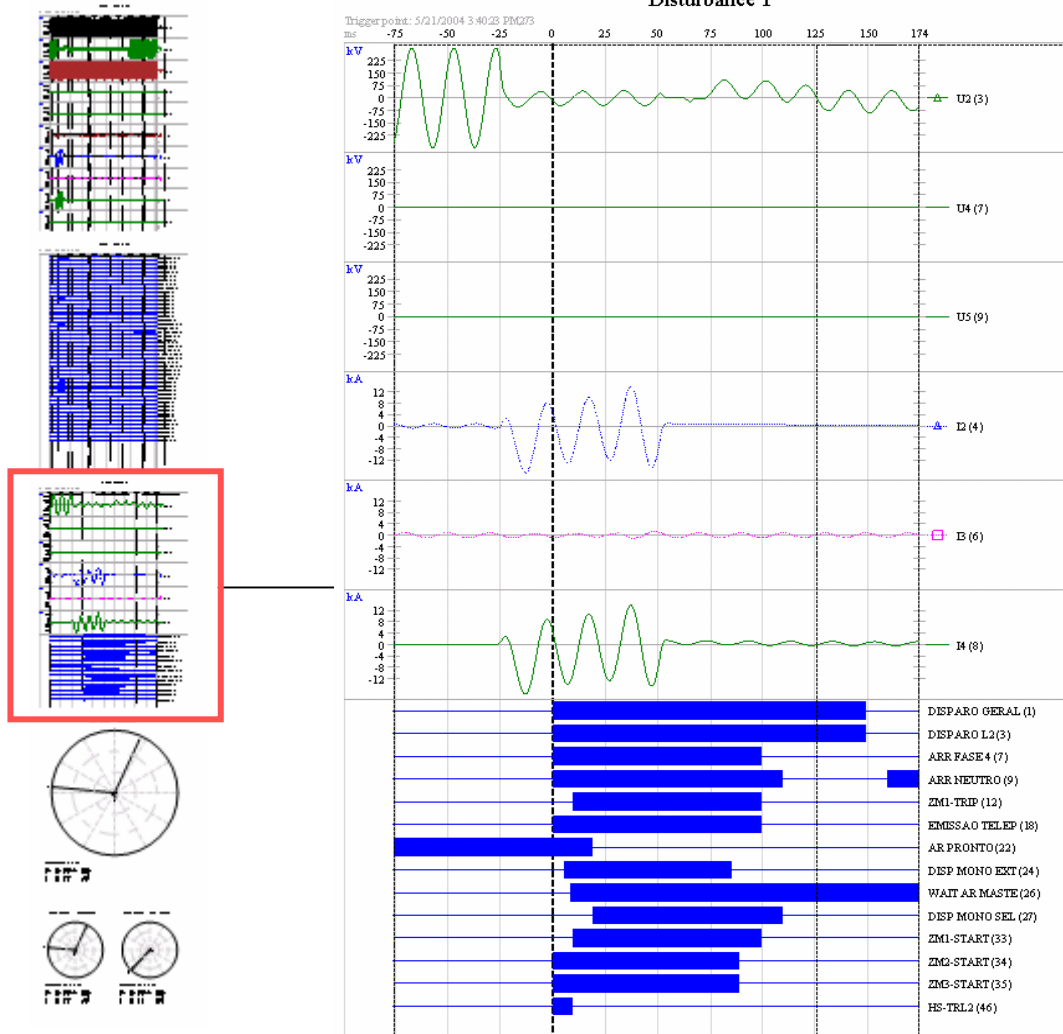 Disturbance 1
Triggerpoint: 5/21/2004 3:40:23 PM,273
ms -75 -50 -25 0 25 50 75 100 125 150 174
kV
225
150
75
0
-75
-150
-225
U2 (3)
kV
225
150
75
0
-75
-150
-225
U4 (7)
kV
225
150
75
0
-75
-150
-225
U5 (9)
kA
12
8
4
0
-4
-8
-12
I2 (4)
kA
12
8
4
0
-4
-8
-12
I3 (6)
kA
12
8
4
0
-4
-8
-12
I4 (8)
DISPARO GERAL (1)
DISPARO L2 (3)
ARR FASE 4 (7)
ARR NEUTRO (9)
ZM1-TRIP (12)
EMISSAO TELEP (18)
AR PRONTO (22)
DISP MONO EXT (24)
WAIT AR MASTE (26)
DISP MONO SEL (27)
ZM1-START (33)
ZM2-START (34)
ZM3-START (35)
HS-TRL2 (46)